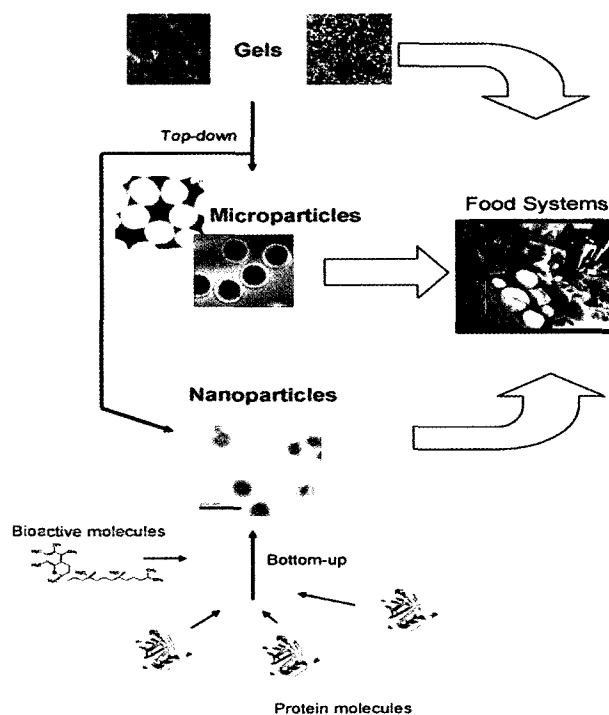 Gels
Top-down
Microparticles
Food Systems
Nanoparticles
Bioactive molecules
Bottom-up
Protein molecules